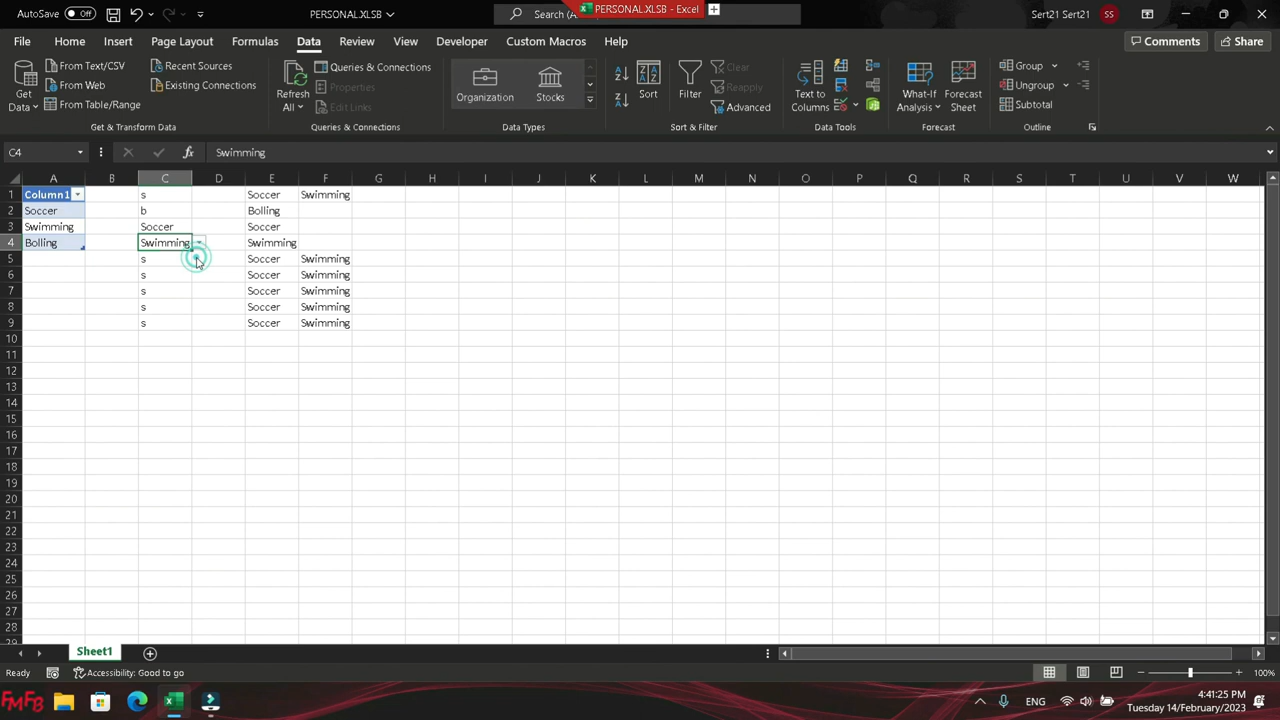 AutoSave Off PERSONAL.XLSB Search (A PERSONAL.XLSB - Excel Sert21 Sert21 SS
File Home Insert Page Layout Formulas Data Review View Developer Custom Macros Help Comments Share
Get Data From Text/CSV From Web From Table/Range Recent Sources Existing Connections
Get & Transform Data
Refresh All Queries & Connections Properties Edit Links
Queries & Connections
Organization Stocks
Data Types
Sort Filter Clear Reapply Advanced
Sort & Filter
Text to Columns
Data Tools
What-If Analysis Forecast Sheet
Forecast
Group Ungroup Subtotal
Outline
C4 fx Swimming
A B C D E F G H I J K L M N O P Q R S T U V W
1 Column1 s Soccer Swimming
2 Soccer b Bolling
3 Swimming Soccer Soccer
4 Bolling Swimming Swimming
5 s Soccer Swimming
6 s Soccer Swimming
7 s Soccer Swimming
8 s Soccer Swimming
9 s Soccer Swimming
10
11
12
13
14
15
16
17
18
19
20
21
22
23
24
25
26
27
28
29
Sheet1
Ready Accessibility: Good to go 100%
FMFB ENG 4:41:25 PM
Tuesday 14/February/2023